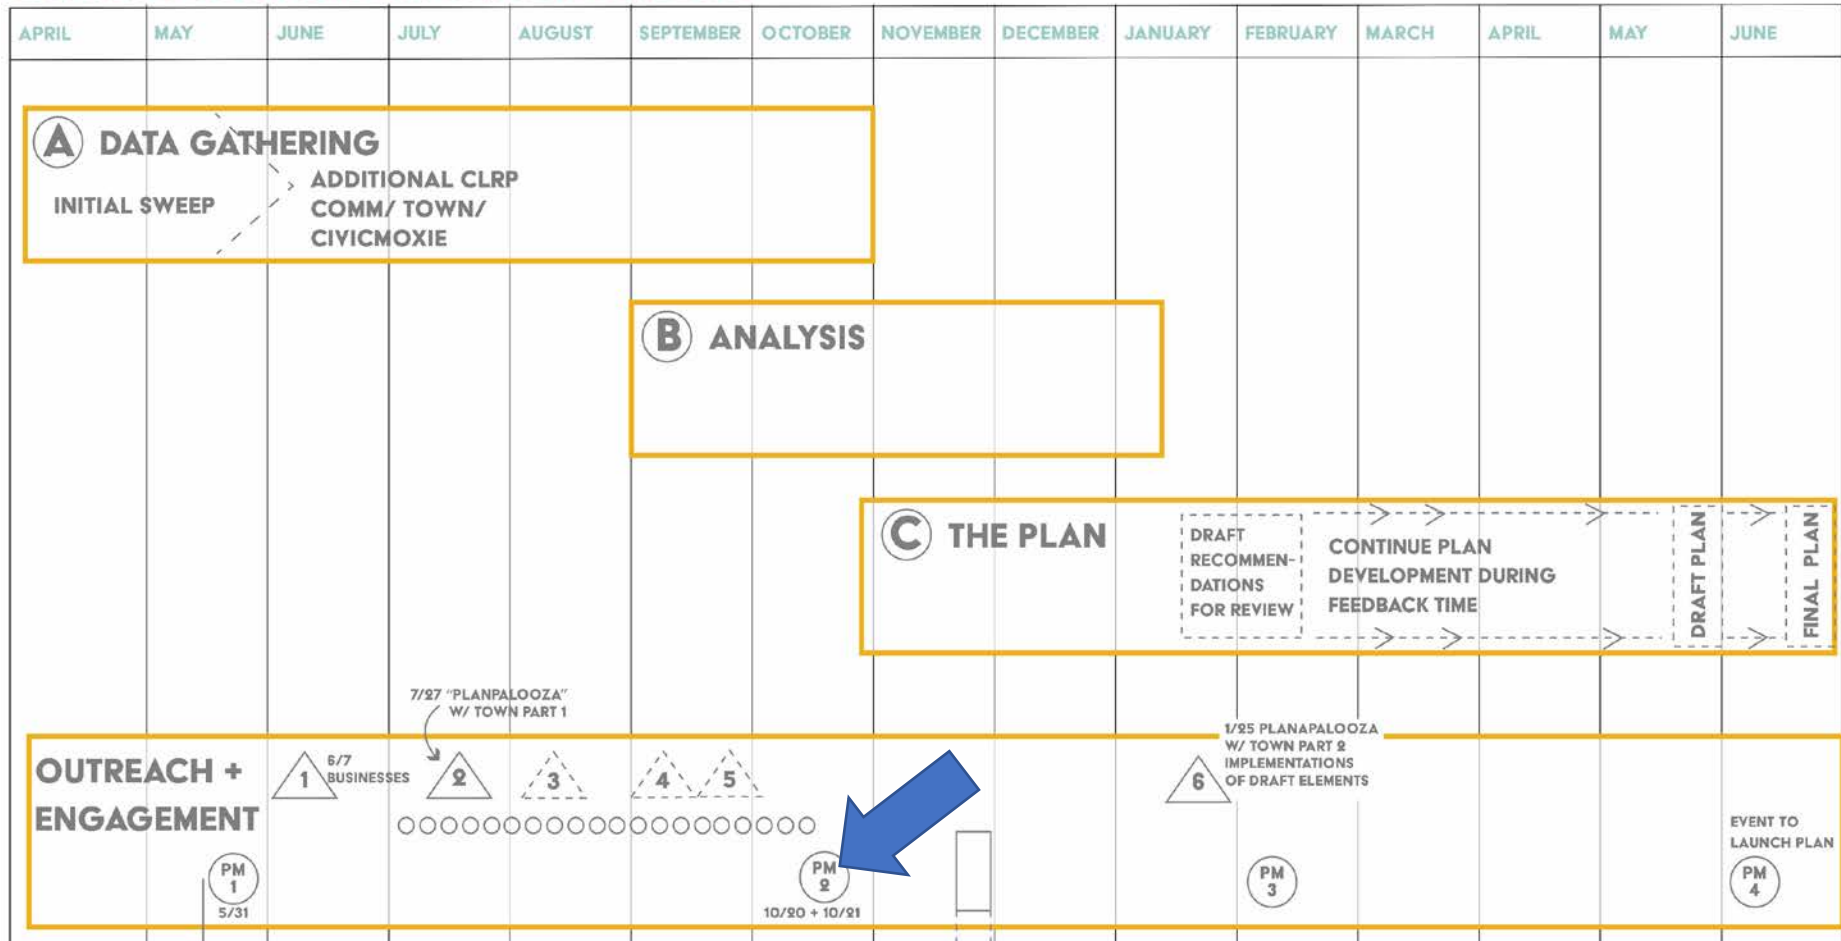 APRIL MAY JUNE JULY AUGUST SEPTEMBER OCTOBER NOVEMBER DECEMBER JANUARY FEBRUARY MARCH APRIL MAY JUNE
A DATA GATHERING
INITIAL SWEEP
ADDITIONAL CLRP
COMM/ TOWN/
CIVICMOXIE
B ANALYSIS
C THE PLAN
DRAFT
RECOMMEN-
DATIONS
FOR REVIEW
CONTINUE PLAN
DEVELOPMENT DURING
FEEDBACK TIME
DRAFT PLAN
FINAL PLAN
7/27 "PLANPALOOZA"
W/ TOWN PART 1
OUTREACH +
ENGAGEMENT
1
6/7
BUSINESSES
2
3
4
5
6
1/25 PLANAPALOOZA
W/ TOWN PART 2
IMPLEMENTATIONS
OF DRAFT ELEMENTS
PM
1
5/31
PM
2
10/20 + 10/21
PM
3
EVENT TO
LAUNCH PLAN
PM
4